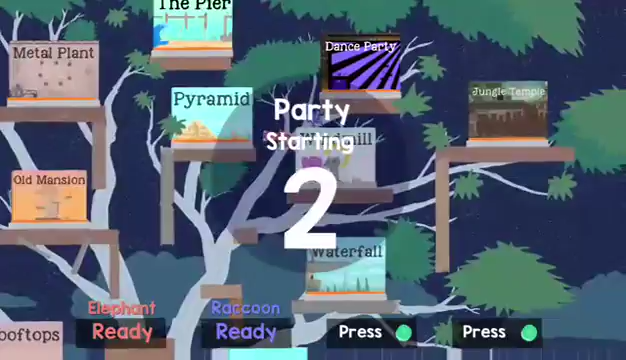 The Pier
Metal Plant
Dance Party
Pyramid
Jungle Temple
Party
Starting
2
Old Mansion
Waterfall
Elephant
Ready
Raccoon
Ready
Press
Press